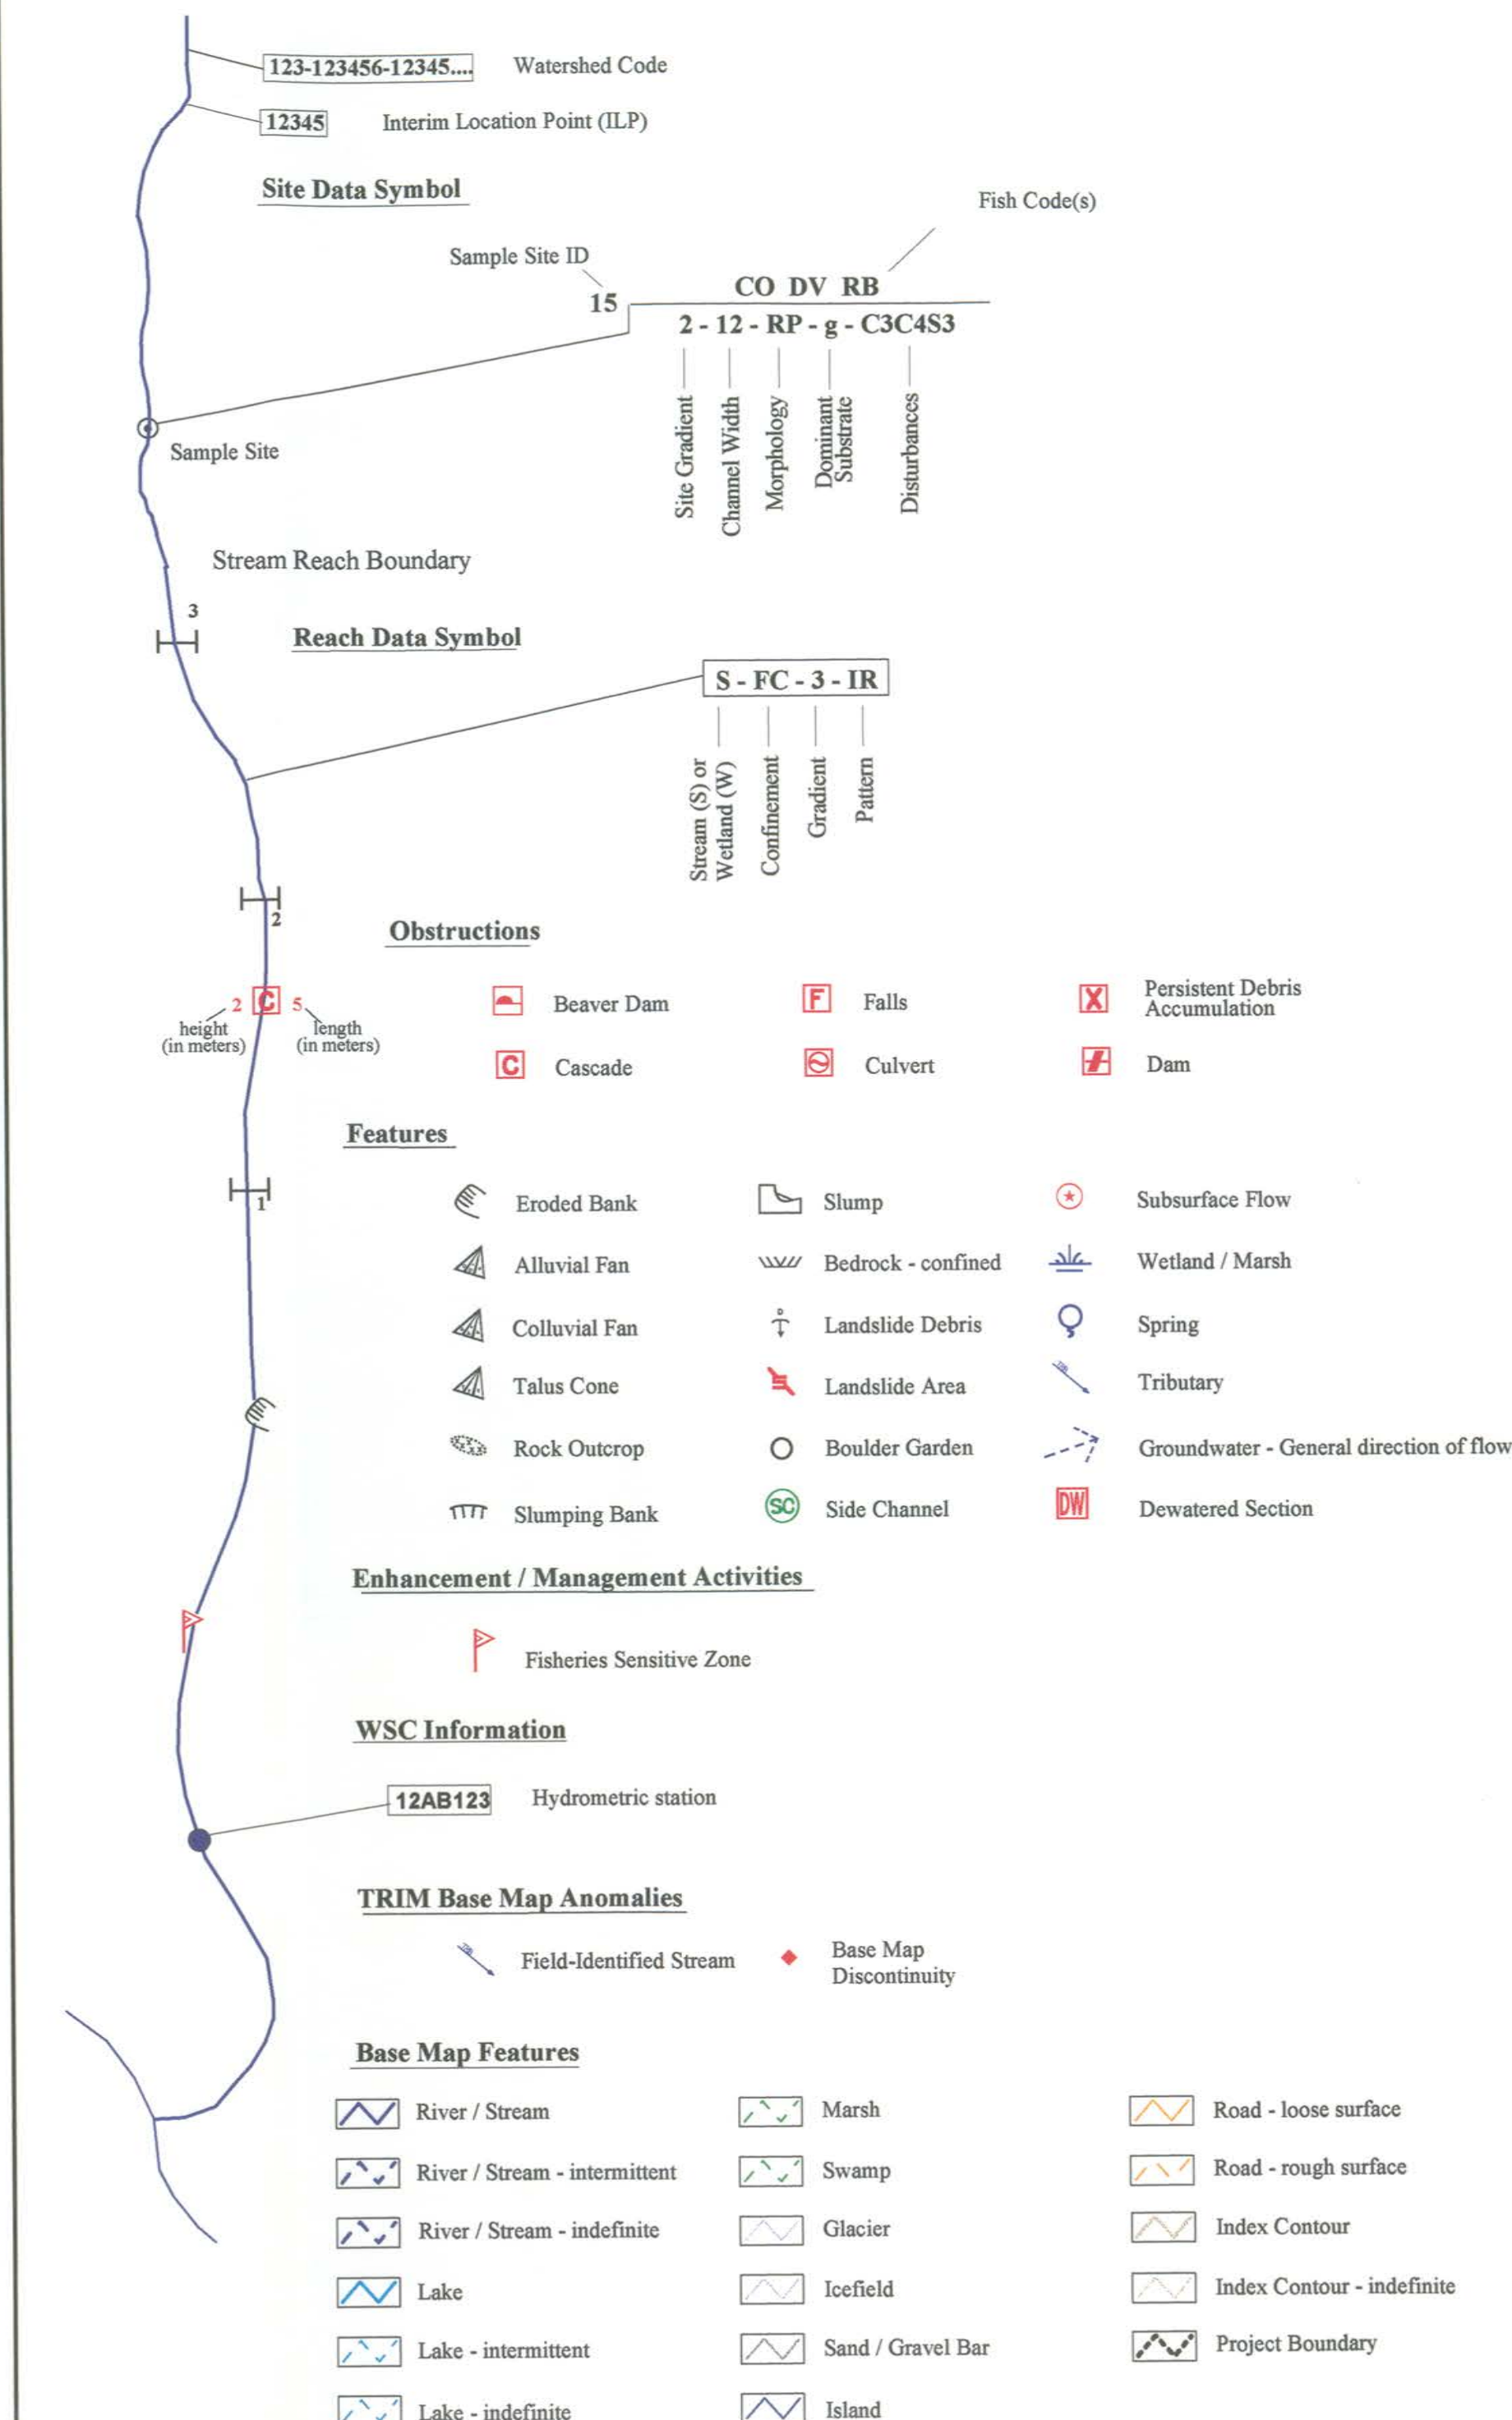 123-123456-12345.... Watershed Code
12345 Interim Location Point (ILP)
Site Data Symbol
Fish Code(s)
Sample Site ID
CO DV RB
15
2 - 12 - RP - g - C3C4S3
Site Gradient
Channel Width
Morphology
Dominant
Substrate
Disturbances
Sample Site
Stream Reach Boundary
3
Reach Data Symbol
S - FC - 3 - IR
Stream (S) or
Wetland (W)
Confinement
Gradient
Pattern
2
Obstructions
2 C 5
height
(in meters)
length
(in meters)
Beaver Dam
F Falls
X Persistent Debris
Accumulation
C Cascade
Culvert
Dam
Features
1
Eroded Bank
Slump
Subsurface Flow
Alluvial Fan
Bedrock - confined
Wetland / Marsh
Colluvial Fan
Landslide Debris
Spring
Talus Cone
Landslide Area
Tributary
Rock Outcrop
Boulder Garden
Groundwater - General direction of flow
Slumping Bank
SC Side Channel
DW Dewatered Section
Enhancement / Management Activities
Fisheries Sensitive Zone
WSC Information
12AB123 Hydrometric station
TRIM Base Map Anomalies
Field-Identified Stream
Base Map
Discontinuity
Base Map Features
River / Stream
Marsh
Road - loose surface
River / Stream - intermittent
Swamp
Road - rough surface
River / Stream - indefinite
Glacier
Index Contour
Lake
Icefield
Index Contour - indefinite
Lake - intermittent
Sand / Gravel Bar
Project Boundary
Lake - indefinite
Island